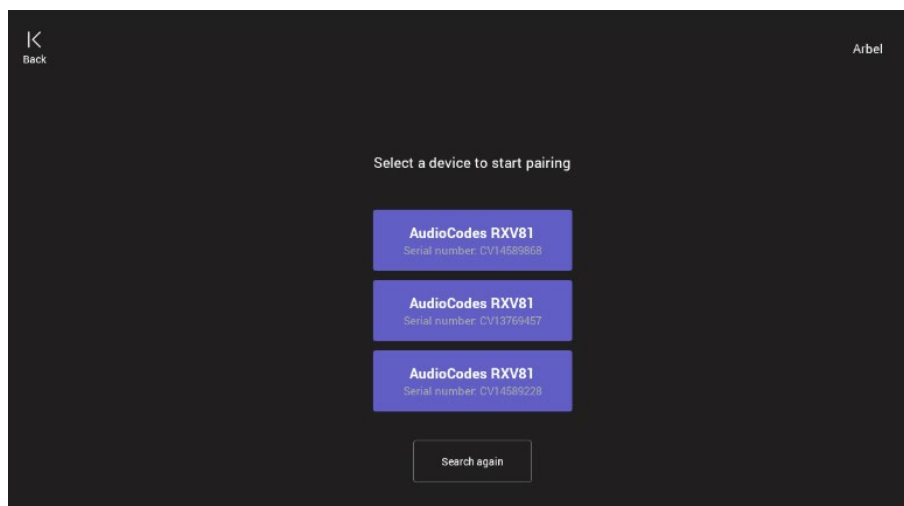 Back
Arbel
Select a device to start pairing
AudioCodes RXV81
Serial number: CV14589868
AudioCodes RXV81
Serial number: CV13769457
AudioCodes RXV81
Serial number: CV14589228
Search again